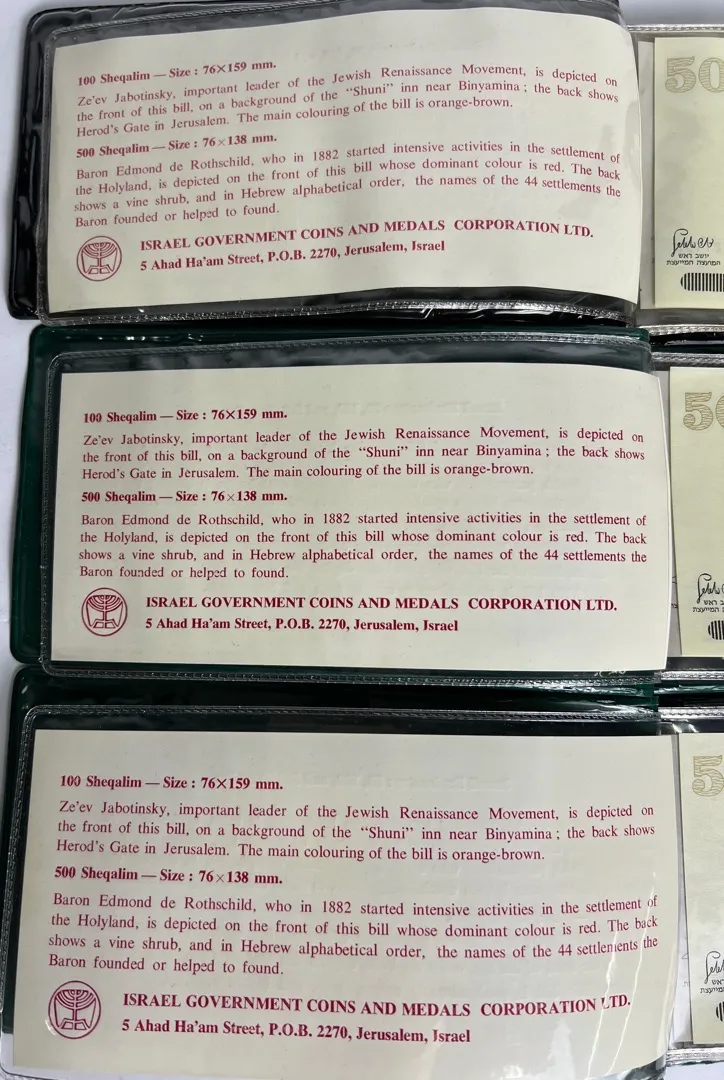 100 Sheqalim — Size : 76×159 mm.
Ze'ev Jabotinsky, important leader of the Jewish Renaissance Movement, is depicted on
the front of this bill, on a background of the "Shuni" inn near Binyamina ; the back shows
Herod's Gate in Jerusalem. The main colouring of the bill is orange-brown.
500 Sheqalim — Size : 76×138 mm.
Baron Edmond de Rothschild, who in 1882 started intensive activities in the settlement of
the Holyland, is depicted on the front of this bill whose dominant colour is red. The back
shows a vine shrub, and in Hebrew alphabetical order, the names of the 44 settlements the
Baron founded or helped to found.
ISRAEL GOVERNMENT COINS AND MEDALS CORPORATION LTD.
5 Ahad Ha'am Street, P.O.B. 2270, Jerusalem, Israel
50
יושב ראש
המועצה המייעצת
100 Sheqalim — Size : 76×159 mm.
Ze'ev Jabotinsky, important leader of the Jewish Renaissance Movement, is depicted on
the front of this bill, on a background of the "Shuni" inn near Binyamina ; the back shows
Herod's Gate in Jerusalem. The main colouring of the bill is orange-brown.
500 Sheqalim — Size : 76×138 mm.
Baron Edmond de Rothschild, who in 1882 started intensive activities in the settlement of
the Holyland, is depicted on the front of this bill whose dominant colour is red. The back
shows a vine shrub, and in Hebrew alphabetical order, the names of the 44 settlements the
Baron founded or helped to found.
ISRAEL GOVERNMENT COINS AND MEDALS CORPORATION LTD.
5 Ahad Ha'am Street, P.O.B. 2270, Jerusalem, Israel
50
100 Sheqalim — Size : 76×159 mm.
Ze'ev Jabotinsky, important leader of the Jewish Renaissance Movement, is depicted on
the front of this bill, on a background of the "Shuni" inn near Binyamina ; the back shows
Herod's Gate in Jerusalem. The main colouring of the bill is orange-brown.
500 Sheqalim — Size : 76×138 mm.
Baron Edmond de Rothschild, who in 1882 started intensive activities in the settlement of
the Holyland, is depicted on the front of this bill whose dominant colour is red. The back
shows a vine shrub, and in Hebrew alphabetical order, the names of the 44 settlements the
Baron founded or helped to found.
ISRAEL GOVERNMENT COINS AND MEDALS CORPORATION LTD.
5 Ahad Ha'am Street, P.O.B. 2270, Jerusalem, Israel
5